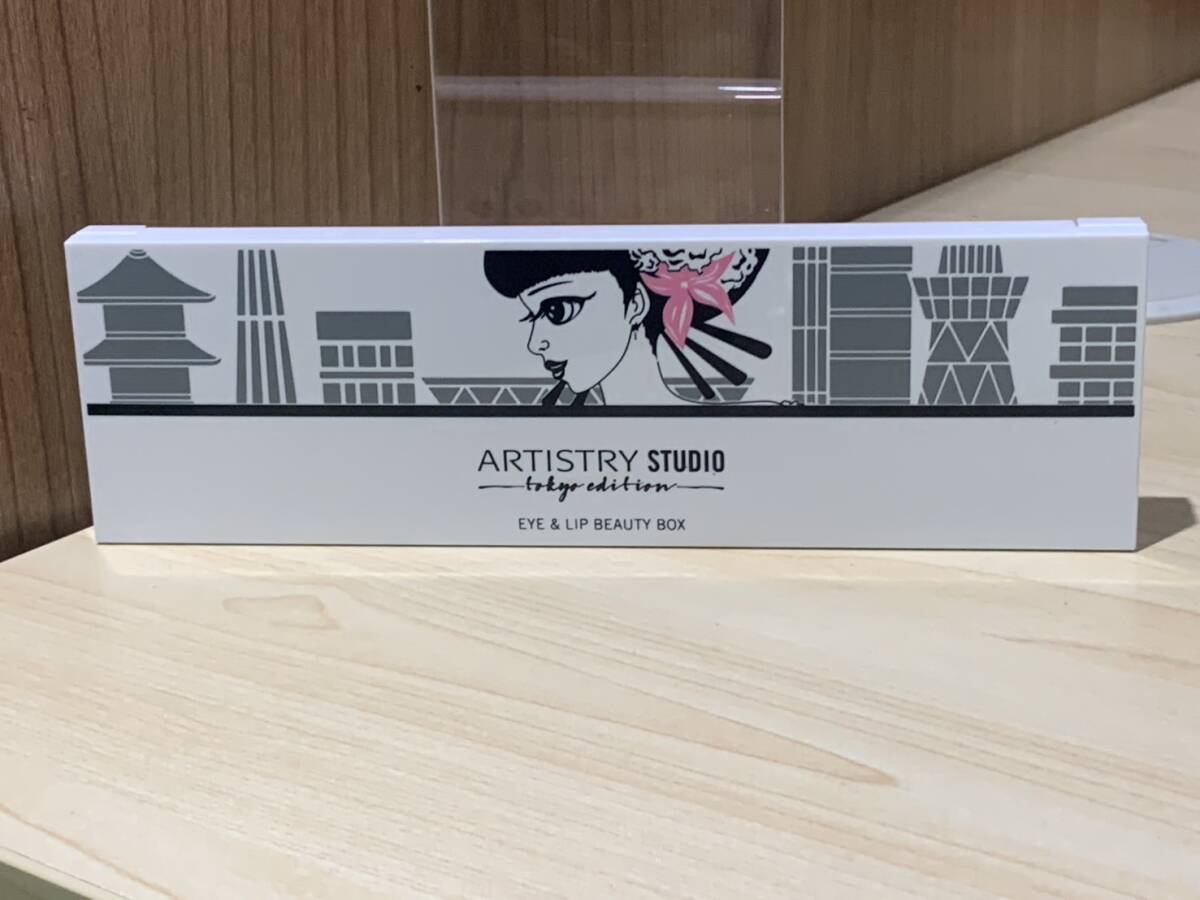 ARTISTRY STUDIO
tokyo edition
EYE & LIP BEAUTY BOX